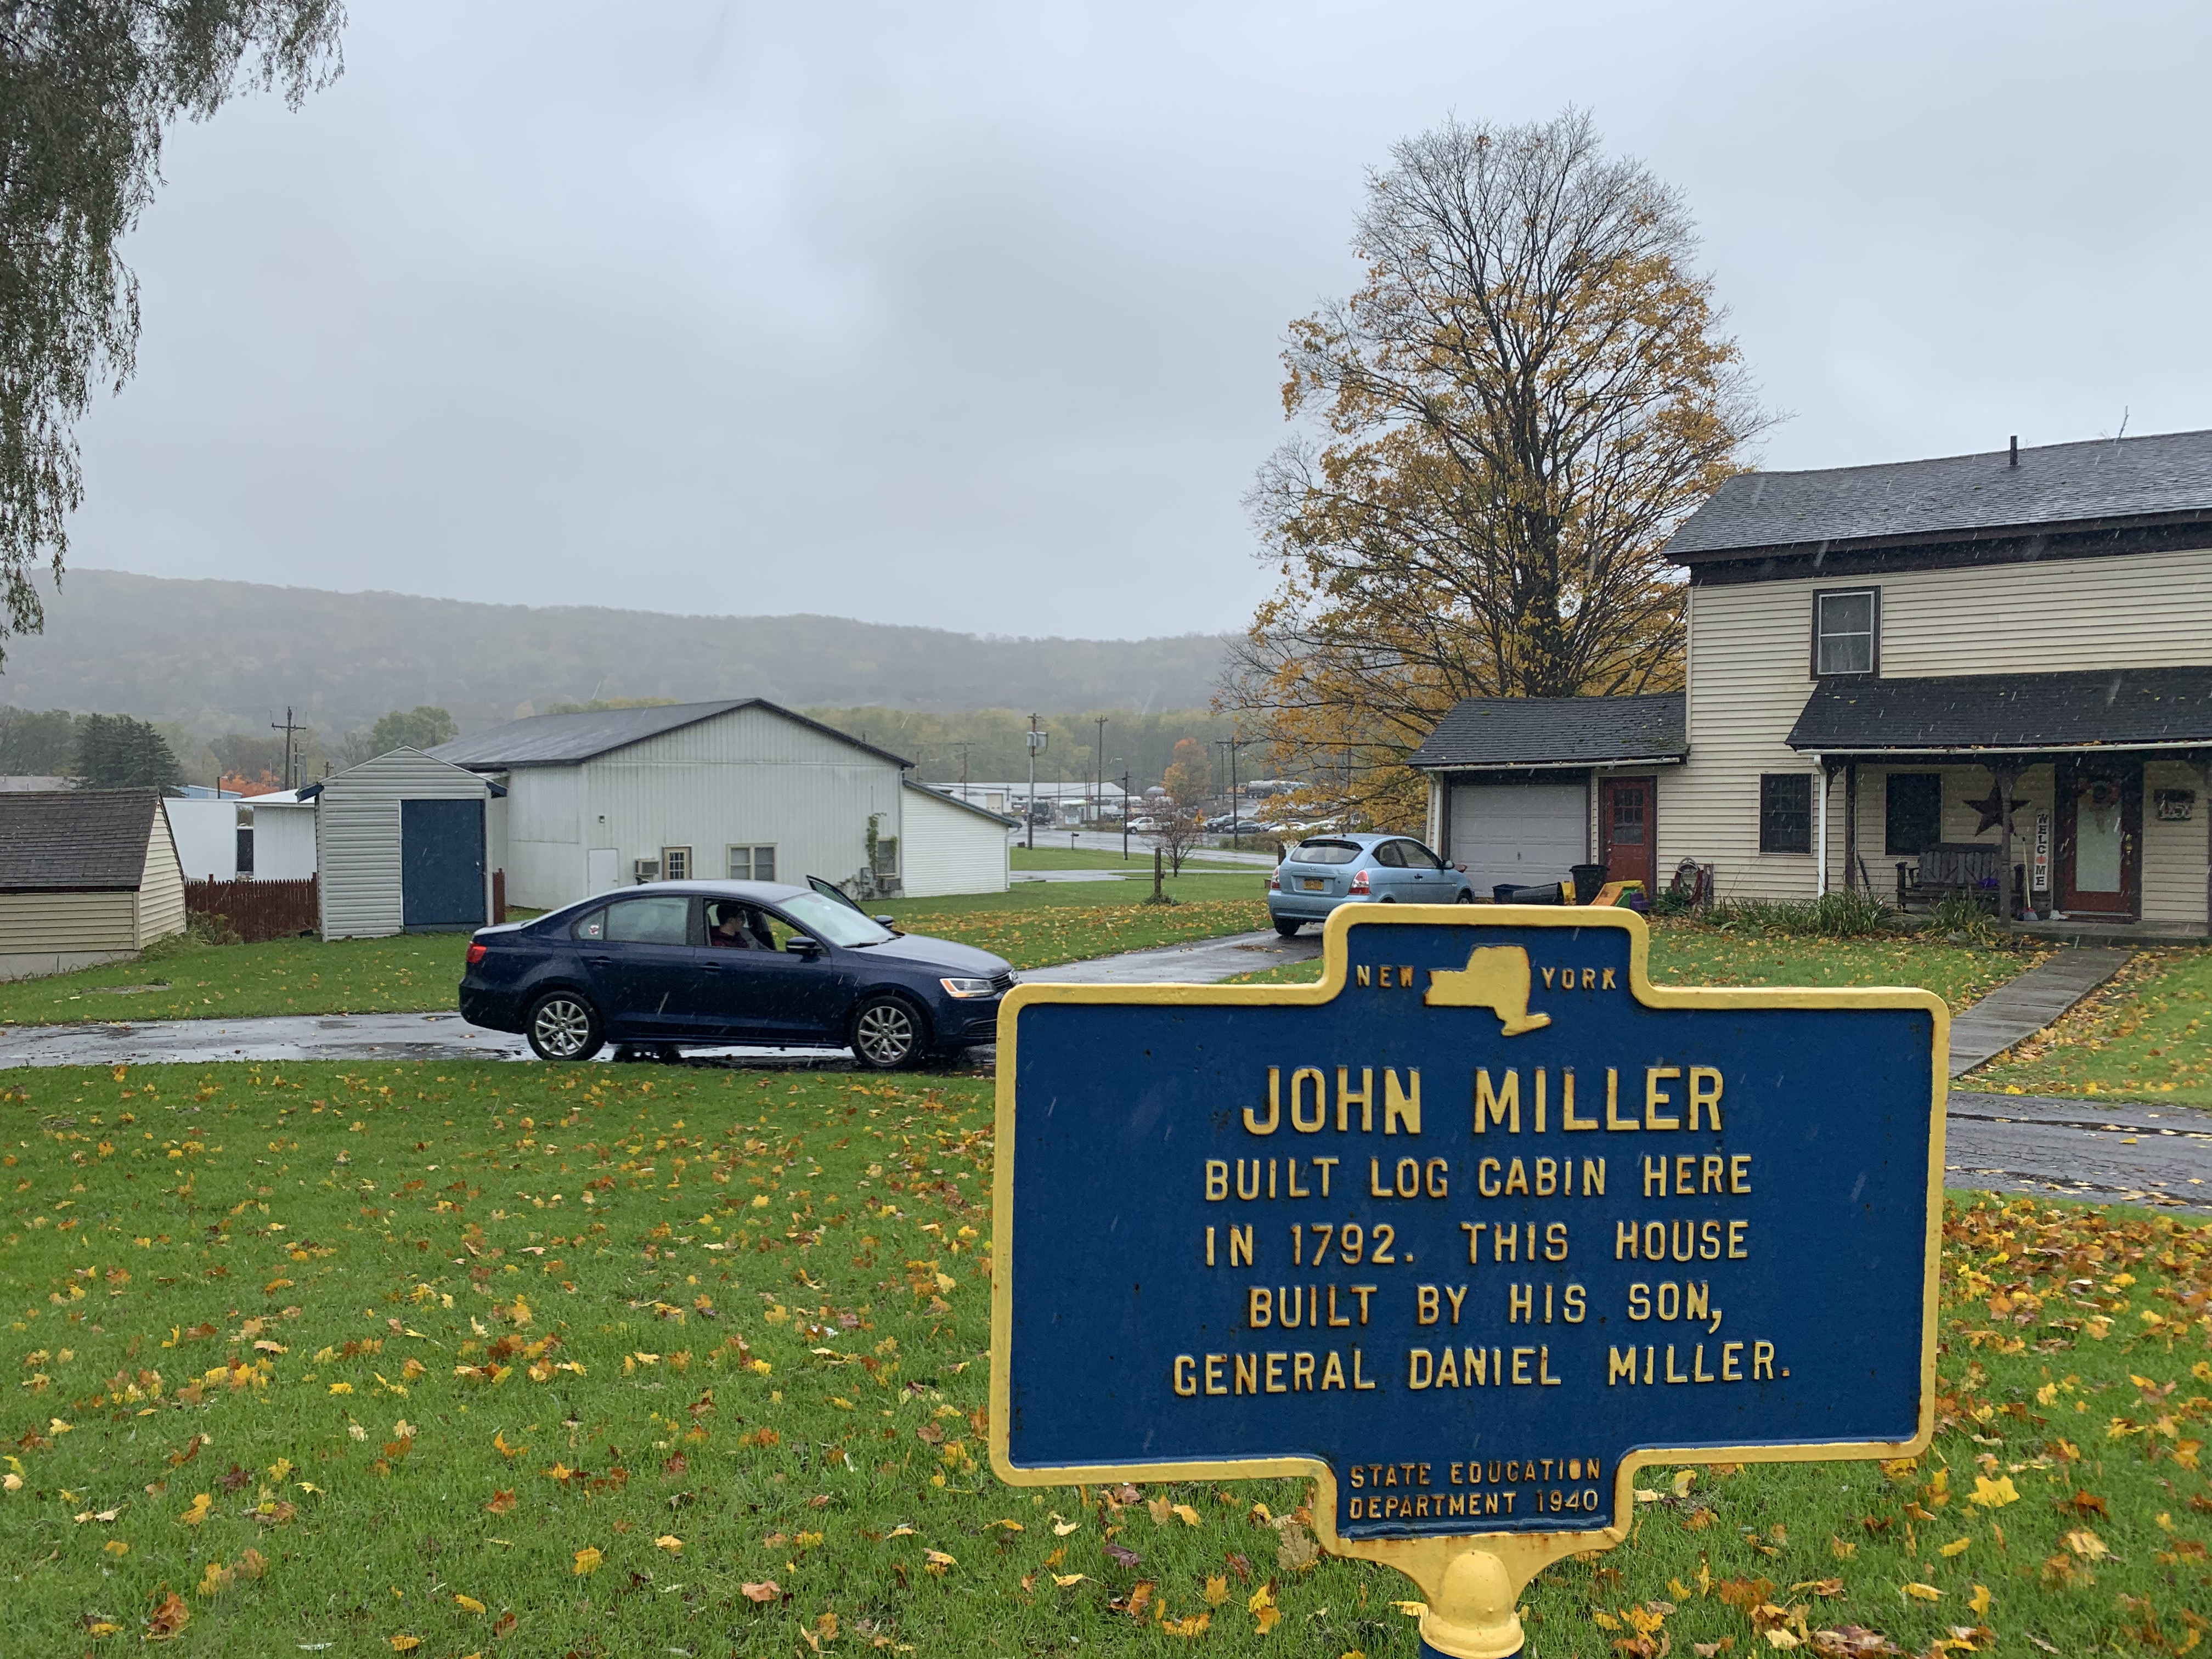 NEW YORK
JOHN MILLER
BUILT LOG CABIN HERE
IN 1792. THIS HOUSE
BUILT BY HIS SON,
GENERAL DANIEL MILLER.
STATE EDUCATION
DEPARTMENT 1940
WELCOME